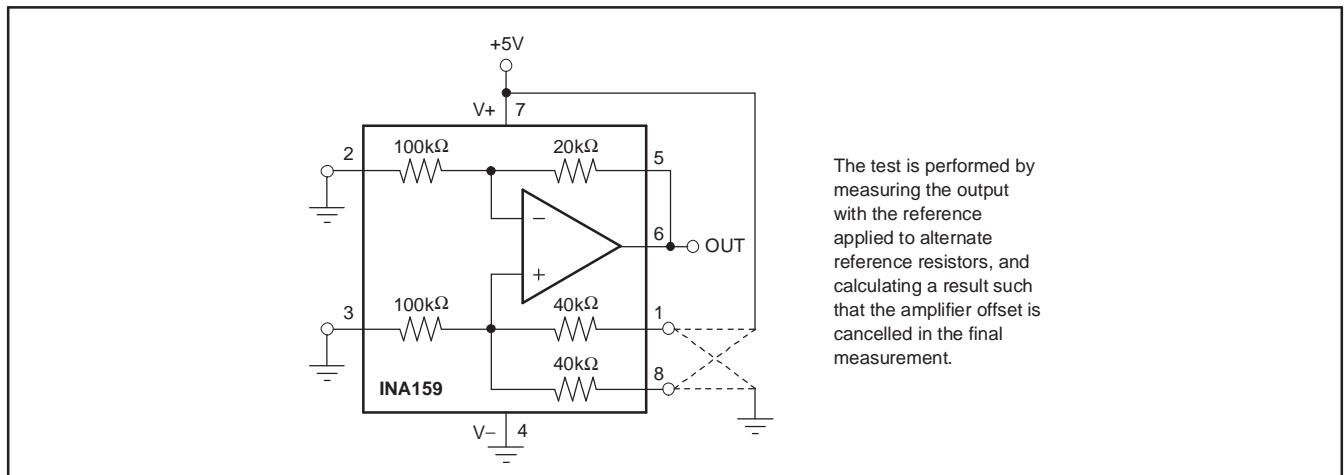 +5V
V+ 7
100kΩ
20kΩ
2
5
−
6
OUT
+
3
100kΩ
40kΩ
1
40kΩ
8
INA159
V− 4
The test is performed by
measuring the output
with the reference
applied to alternate
reference resistors, and
calculating a result such
that the amplifier offset is
cancelled in the final
measurement.